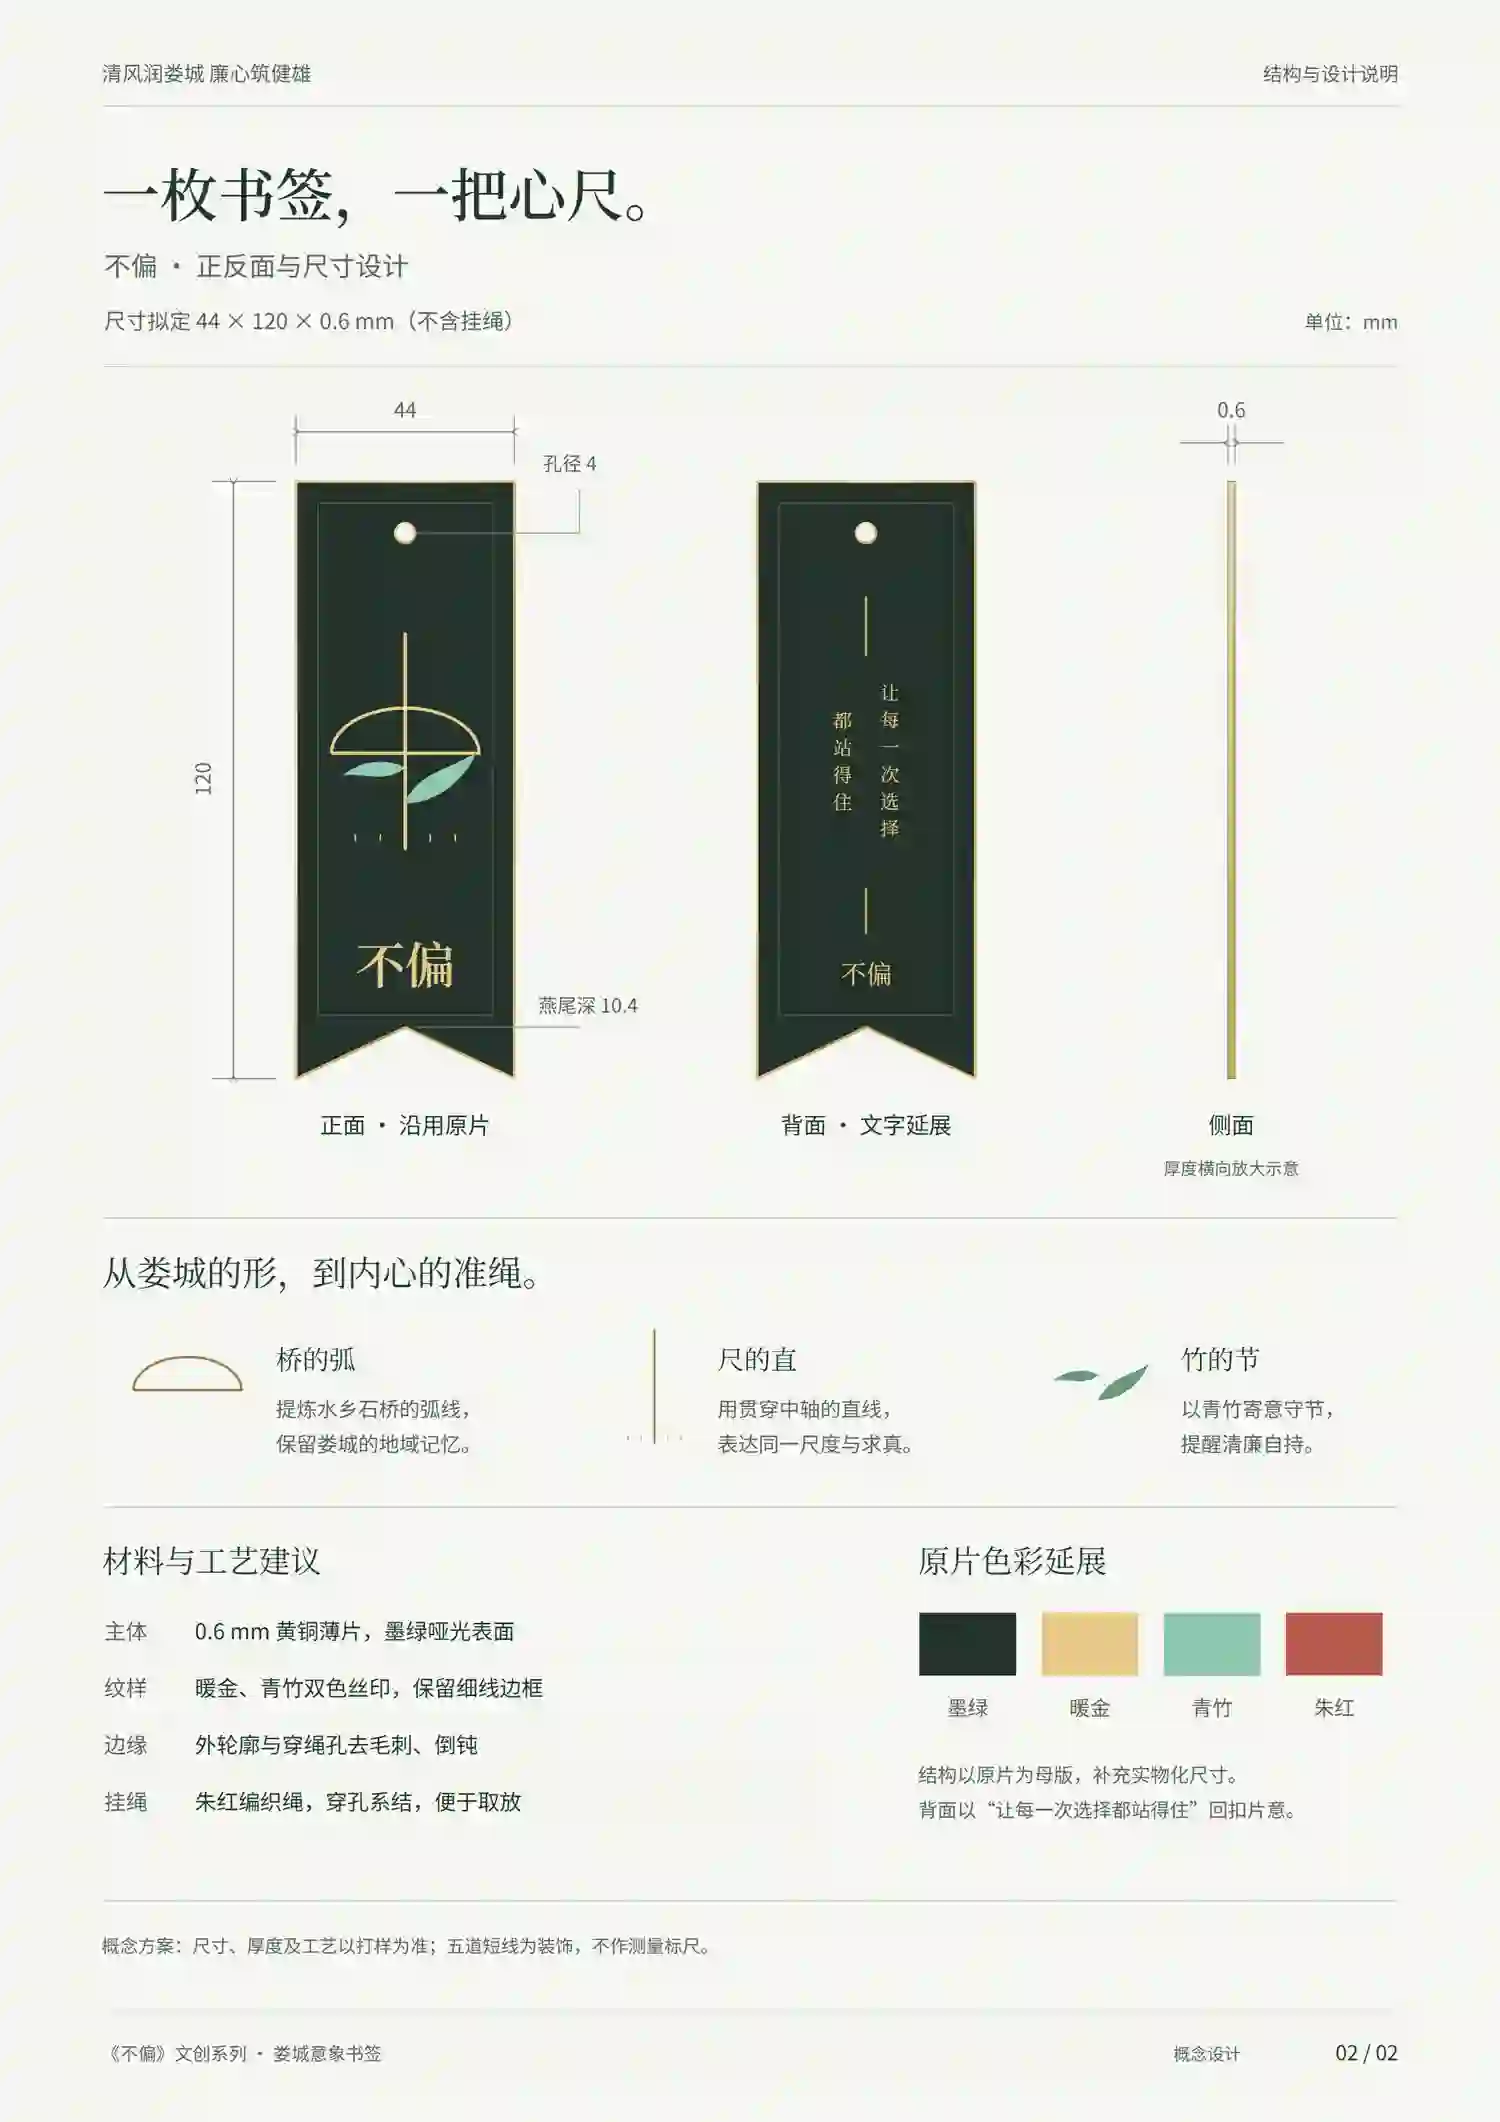 清风润娄城 廉心筑健雄
结构与设计说明
一枚书签，一把心尺。
不偏 · 正反面与尺寸设计
尺寸拟定 44 × 120 × 0.6 mm（不含挂绳）
单位：mm
44
孔径 4
120
不偏
燕尾深 10.4
正面 · 沿用原片
让每一次选择
都站得住
不偏
背面 · 文字延展
0.6
侧面
厚度横向放大示意
从娄城的形，到内心的准绳。
桥的弧
提炼水乡石桥的弧线，
保留娄城的地域记忆。
尺的直
用贯穿中轴的直线，
表达同一尺度与求真。
竹的节
以青竹寄意守节，
提醒清廉自持。
材料与工艺建议
主体 0.6 mm 黄铜薄片，墨绿哑光表面
纹样 暖金、青竹双色丝印，保留细线边框
边缘 外轮廓与穿绳孔去毛刺、倒钝
挂绳 朱红编织绳，穿孔系结，便于取放
原片色彩延展
墨绿 暖金 青竹 朱红
结构以原片为母版，补充实物化尺寸。
背面以“让每一次选择都站得住”回扣片意。
概念方案：尺寸、厚度及工艺以打样为准；五道短线为装饰，不作测量标尺。
《不偏》文创系列 · 娄城意象书签
概念设计
02 / 02